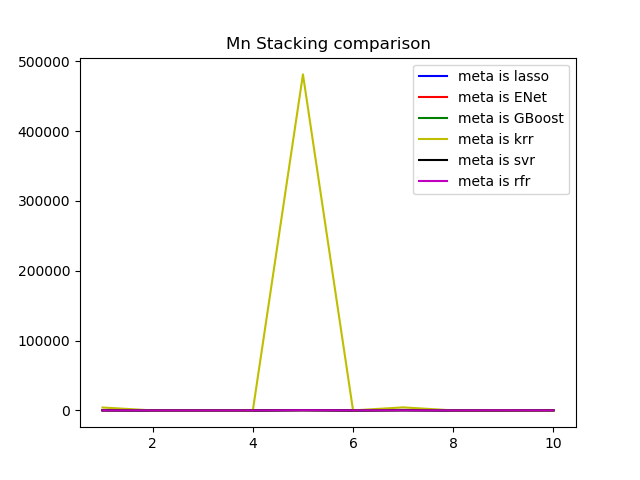 Mn Stacking comparison
500000
400000
300000
200000
100000
0
meta is lasso
meta is ENet
meta is GBoost
meta is krr
meta is svr
meta is rfr
2 4 6 8 10